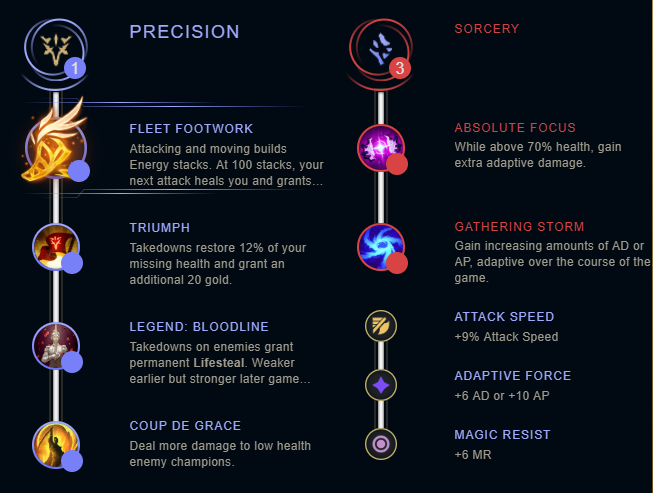 PRECISION
1
FLEET FOOTWORK
Attacking and moving builds
Energy stacks. At 100 stacks, your
next attack heals you and grants...
TRIUMPH
Takedowns restore 12% of your
missing health and grant an
additional 20 gold.
LEGEND: BLOODLINE
Takedowns on enemies grant
permanent Lifesteal. Weaker
earlier but stronger later game...
COUP DE GRACE
Deal more damage to low health
enemy champions.
SORCERY
3
ABSOLUTE FOCUS
While above 70% health, gain
extra adaptive damage.
GATHERING STORM
Gain increasing amounts of AD or
AP, adaptive over the course of the
game.
ATTACK SPEED
+9% Attack Speed
ADAPTIVE FORCE
+6 AD or +10 AP
MAGIC RESIST
+6 MR